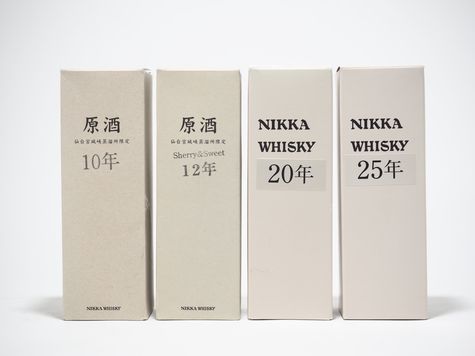 原酒
仙台宮城峡蒸溜所限定
10年
NIKKA WHISKY
原酒
仙台宮城峡蒸溜所限定
Sherry&Sweet
12年
NIKKA WHISKY
NIKKA
WHISKY
20年
NIKKA
WHISKY
25年